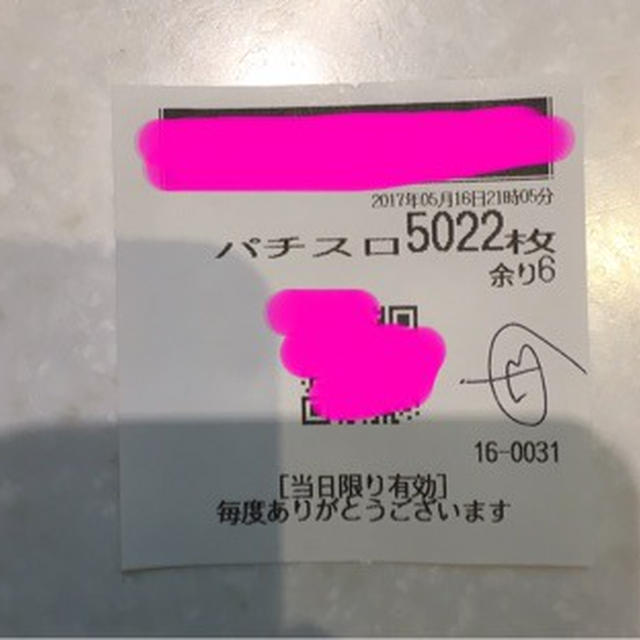 2017年05月16日21時05分
パチスロ5022枚
余り6
16-0031
[当日限り有効]
毎度ありがとうございます